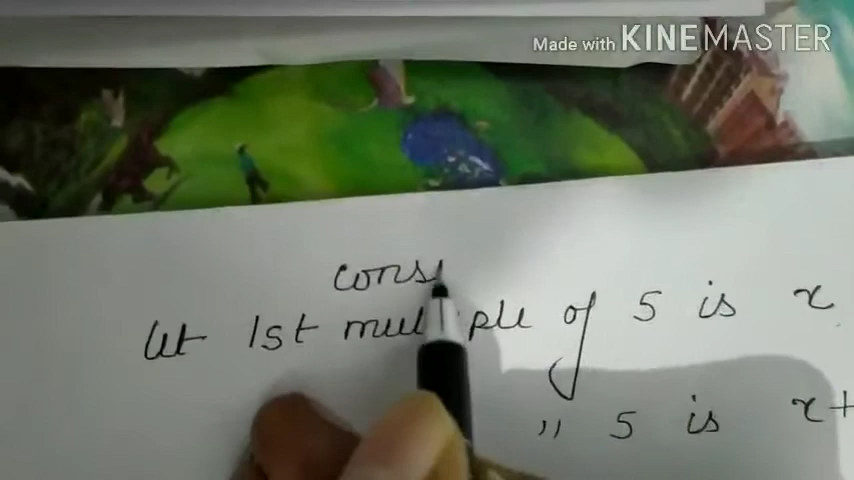 Made with KINEMASTER
cons
let 1st multiple of 5 is x
" 5 is x+